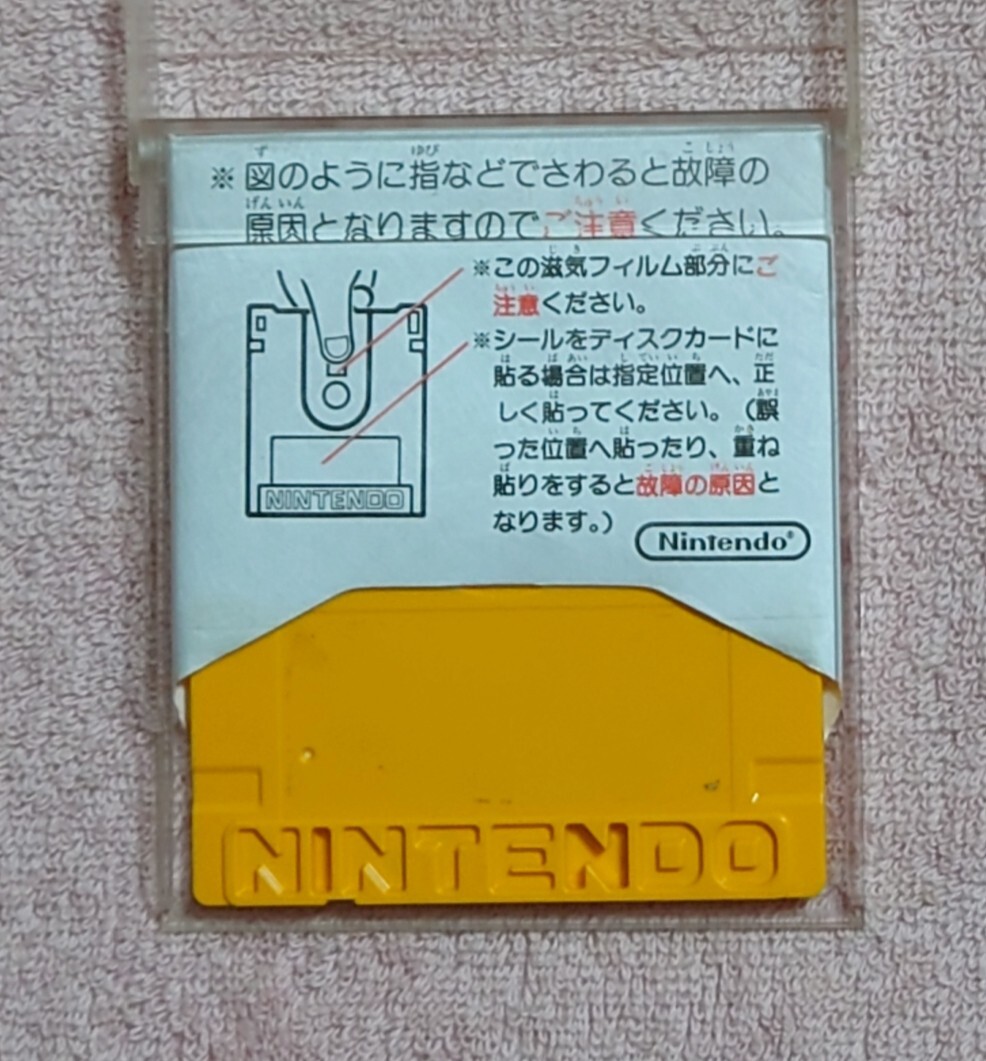 ※図のように指などでさわると故障の
原因となりますのでご注意ください。
※この滋気フィルム部分にご
注意ください。
※シールをディスクカードに
貼る場合は指定位置へ、正
しく貼ってください。(誤
った位置へ貼ったり、重ね
貼りをすると故障の原因と
なります。)
NINTENDO
Nintendo®
NINTENDO